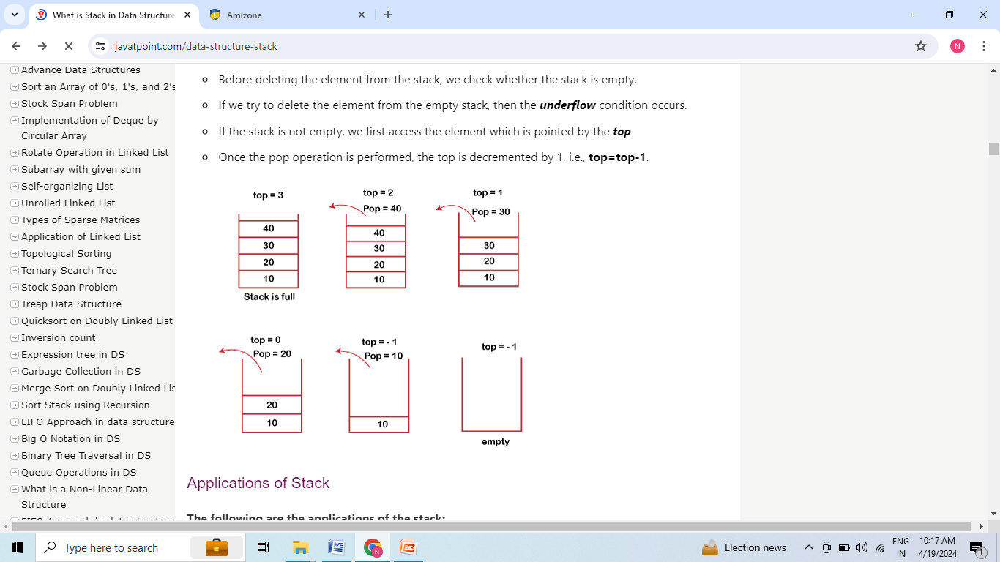 What is Stack in Data Structure
Amizone
javatpoint.com/data-structure-stack
N
Advance Data Structures
Sort an Array of 0's, 1's, and 2's
Stock Span Problem
Implementation of Deque by
Circular Array
Rotate Operation in Linked List
Subarray with given sum
Self-organizing List
Unrolled Linked List
Types of Sparse Matrices
Application of Linked List
Topological Sorting
Ternary Search Tree
Stock Span Problem
Treap Data Structure
Quicksort on Doubly Linked List
Inversion count
Expression tree in DS
Garbage Collection in DS
Merge Sort on Doubly Linked Lis
Sort Stack using Recursion
LIFO Approach in data structure
Big O Notation in DS
Binary Tree Traversal in DS
Queue Operations in DS
What is a Non-Linear Data
Structure
FIFO Approach in data structure
Before deleting the element from the stack, we check whether the stack is empty.
If we try to delete the element from the empty stack, then the underflow condition occurs.
If the stack is not empty, we first access the element which is pointed by the top
Once the pop operation is performed, the top is decremented by 1, i.e., top=top-1.
top = 3
40
30
20
10
Stack is full
top = 2
Pop = 40
40
30
20
10
top = 1
Pop = 30
30
20
10
top = 0
Pop = 20
20
10
top = - 1
Pop = 10
10
top = - 1
empty
Applications of Stack
The following are the applications of the stack:
Type here to search
N
Election news
ENG
IN
10:17 AM
4/19/2024
1